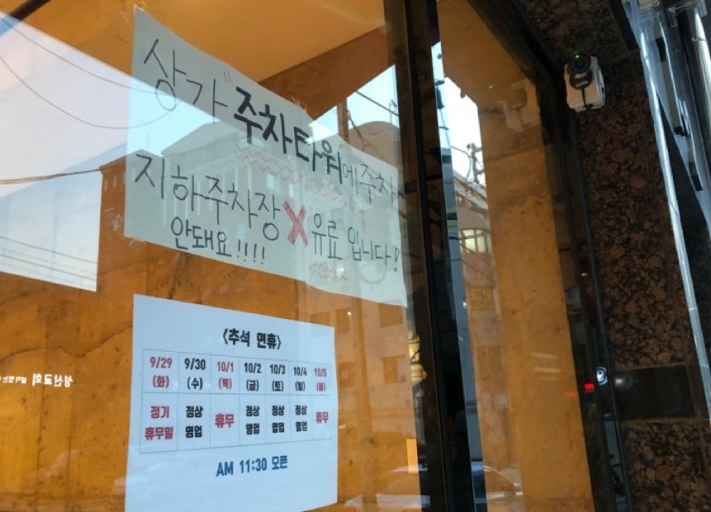 상가 "주차타워"에 주차
지하주차장 X 유료 입니다!
안돼요!!!!
<추석 연휴>
9/29 9/30 10/1 10/2 10/3 10/4 10/5
(화) (수) (목) (금) (토) (일) (월)
정기 정상 휴무 정상 정상 정상 휴무
휴무일 영업 영업 영업 영업
AM 11:30 오픈